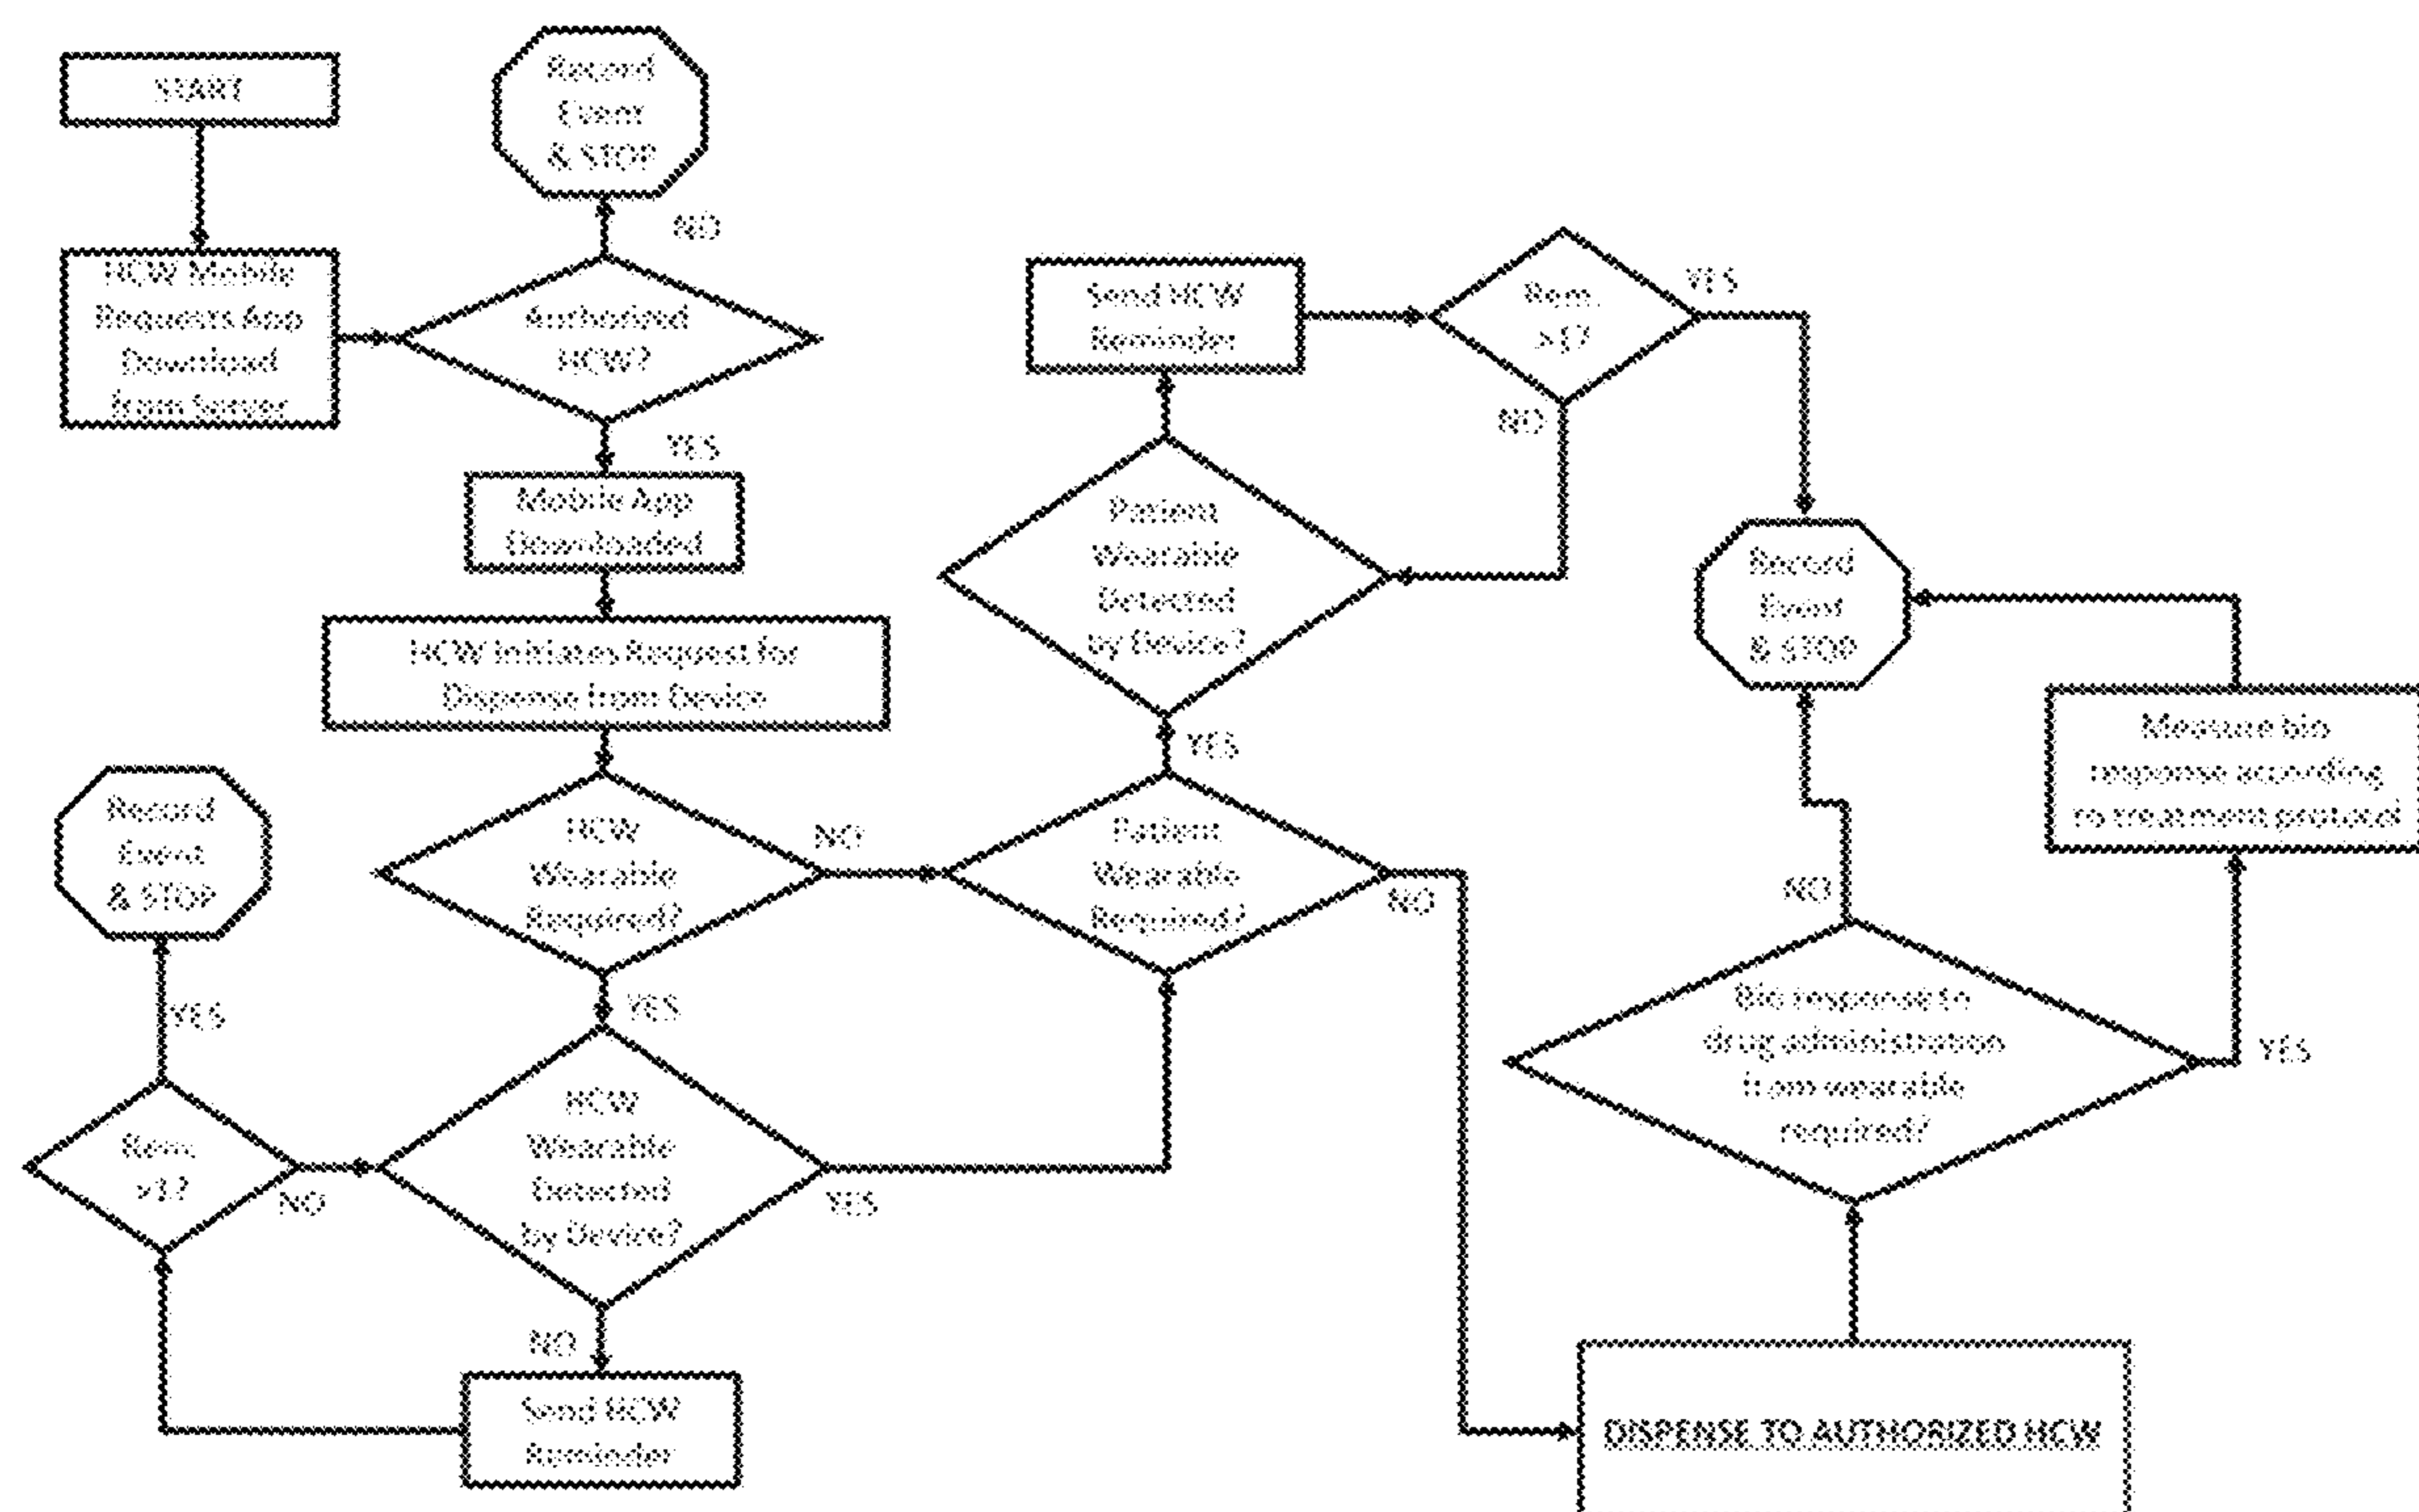 START
Record
Event
& STOP
NO
HCW Mobile
Requests App
Download
from Server
Authorized
HCW?
YES
Mobile App
Downloaded
HCW Initiates Request for
Dispense from Device
HCW
Wearable
Required?
NO
YES
HCW
Wearable
Detected
by Device?
YES
NO
Send HCW
Reminder
Rem.
>1?
NO
YES
Record
Event
& STOP
Patient
Wearable
Required?
YES
NO
Patient
Wearable
Detected
by Device?
Send HCW
Reminder
Rem.
>1?
YES
NO
Record
Event
& STOP
Measure bio
response according
to treatment protocol
NO
Bio response to
drug administration
from wearable
required?
YES
DISPENSE TO AUTHORIZED HCW